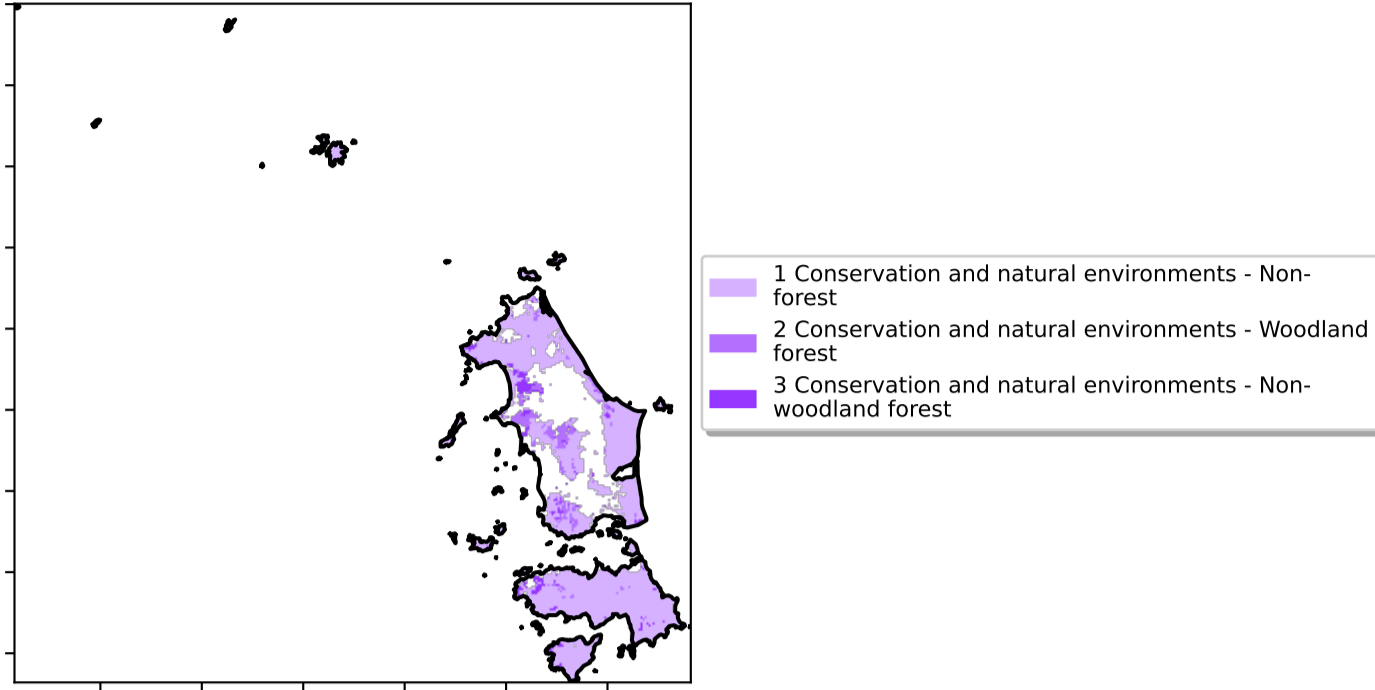 1 Conservation and natural environments - Non-
forest
2 Conservation and natural environments - Woodland
forest
3 Conservation and natural environments - Non-
woodland forest